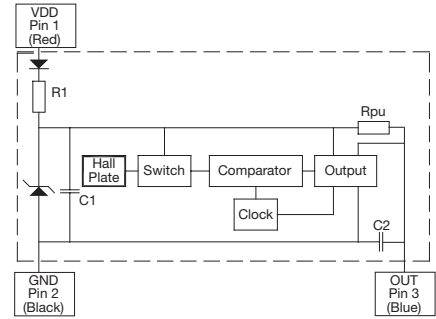 VDD
Pin 1
(Red)
R1
Rpu
Hall
Plate
Switch
Comparator
Output
C1
Clock
C2
GND
Pin 2
(Black)
OUT
Pin 3
(Blue)